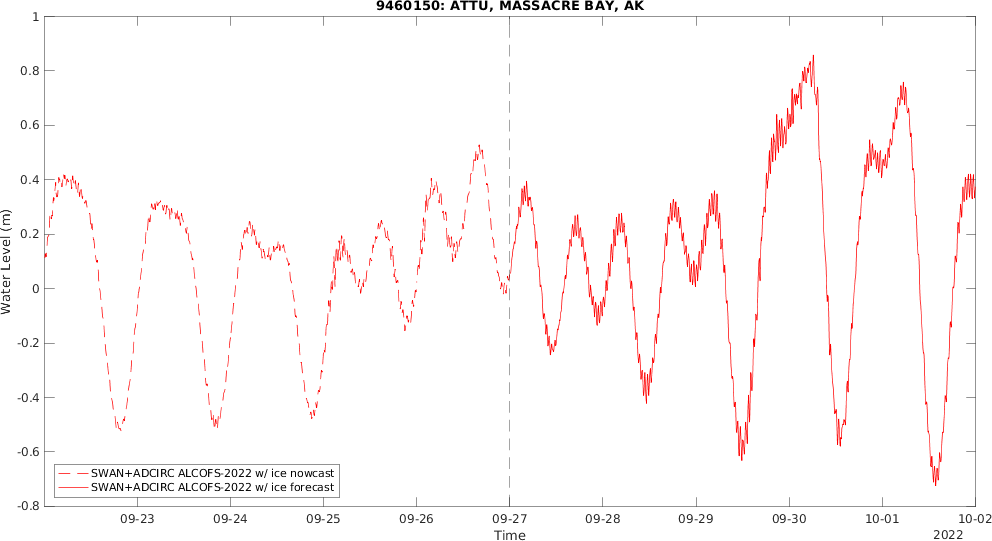 9460150: ATTU, MASSACRE BAY, AK
1
0.8
0.6
0.4
0.2
0
-0.2
-0.4
-0.6
-0.8
Water Level (m)
SWAN+ADCIRC ALCOFS-2022 w/ ice nowcast
SWAN+ADCIRC ALCOFS-2022 w/ ice forecast
09-23 09-24 09-25 09-26 09-27 09-28 09-29 09-30 10-01 10-02
Time
2022